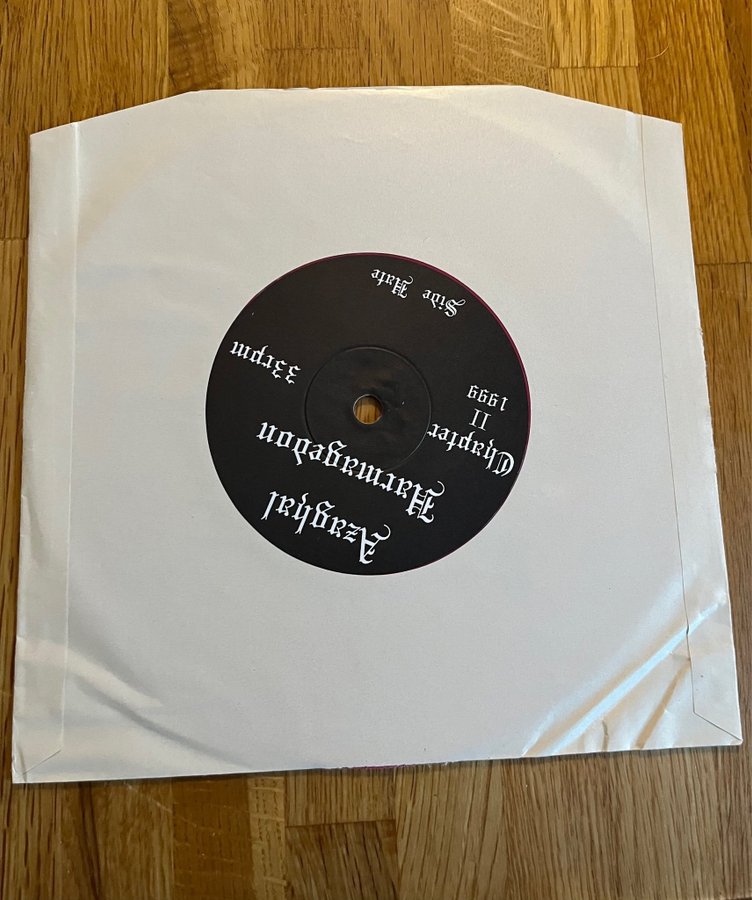 Azaghal
Harmagedon
Chapter
II
1999
33rpm
Side Hate